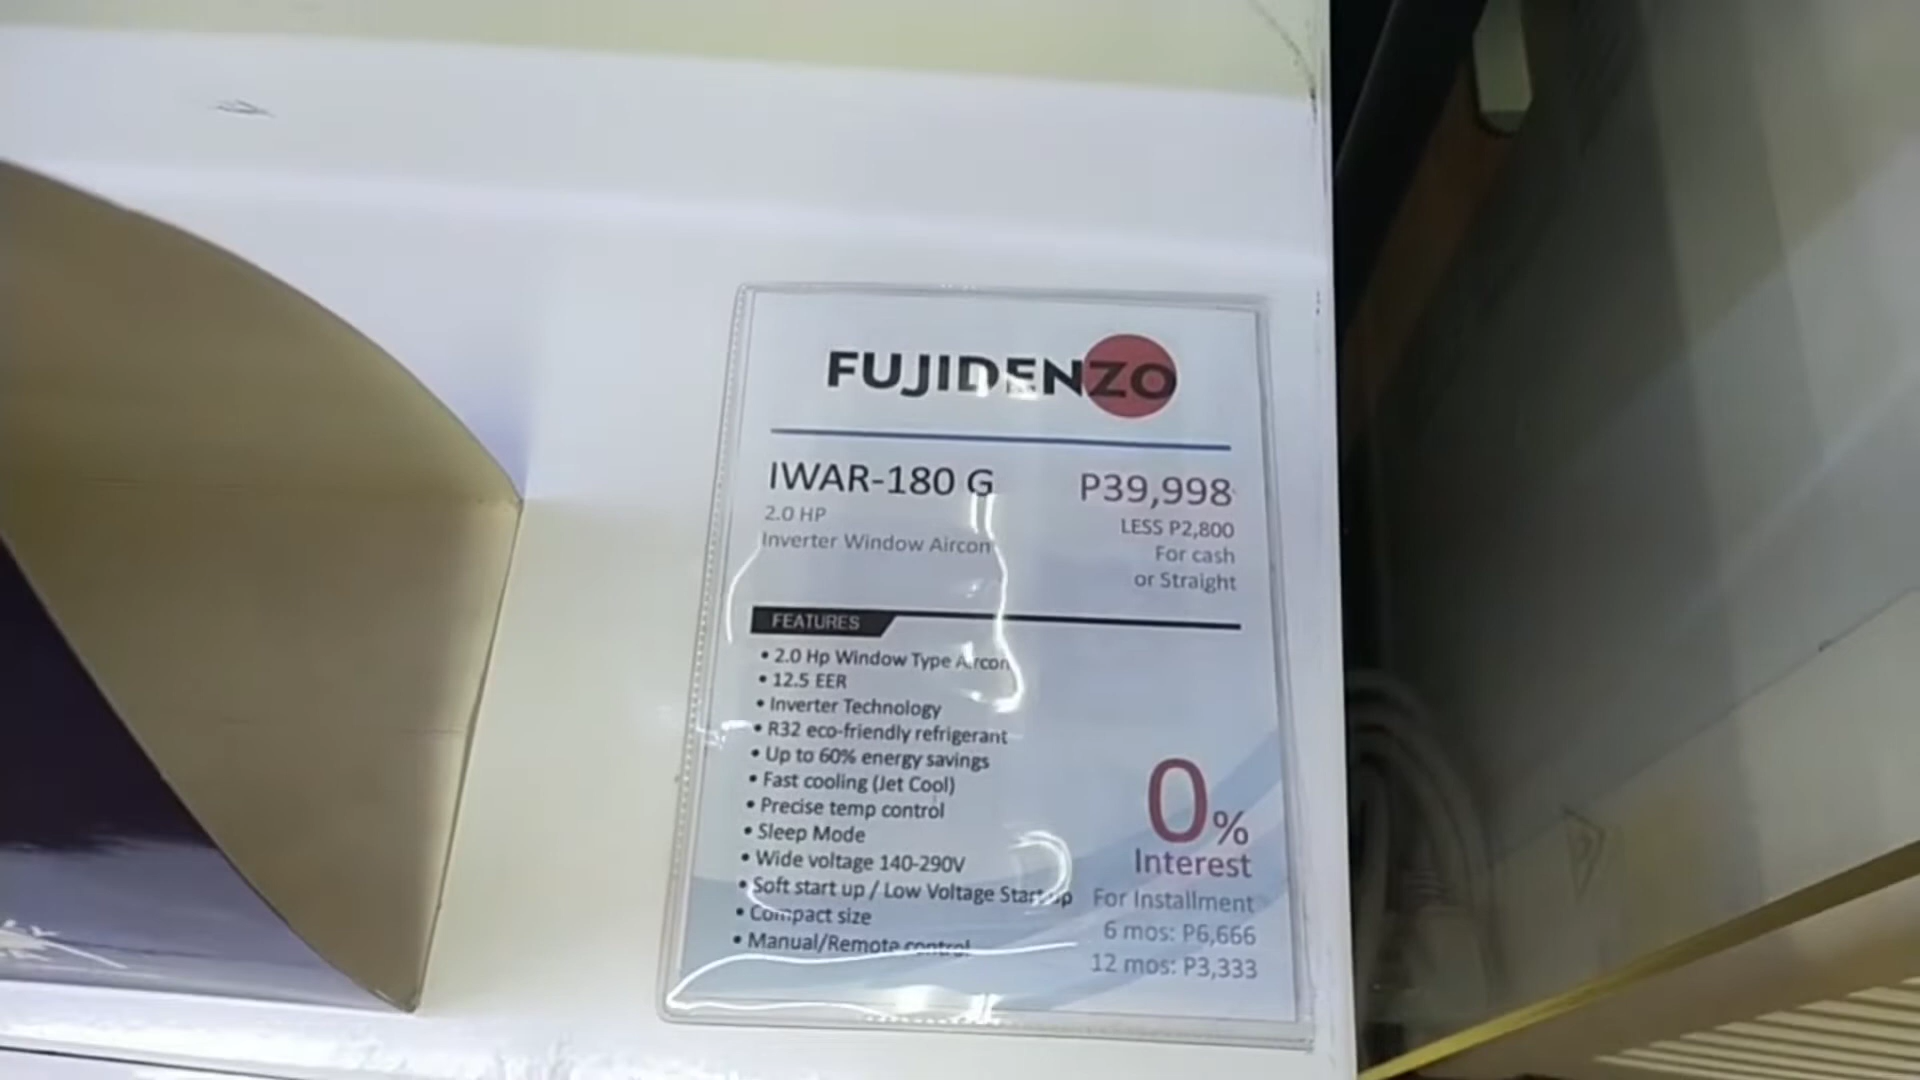 FUJIDENZO
IWAR-180 G
P39,998
2.0 HP
LESS P2,800
Inverter Window Aircon
For cash
or Straight
FEATURES
• 2.0 Hp Window Type Aircon
• 12.5 EER
• Inverter Technology
• R32 eco-friendly refrigerant
• Up to 60% energy savings
• Fast cooling (Jet Cool)
• Precise temp control
• Sleep Mode
• Wide voltage 140-290V
• Soft start up / Low Voltage Start up
• Compact size
• Manual/Remote control
0%
Interest
For Installment
6 mos: P6,666
12 mos: P3,333